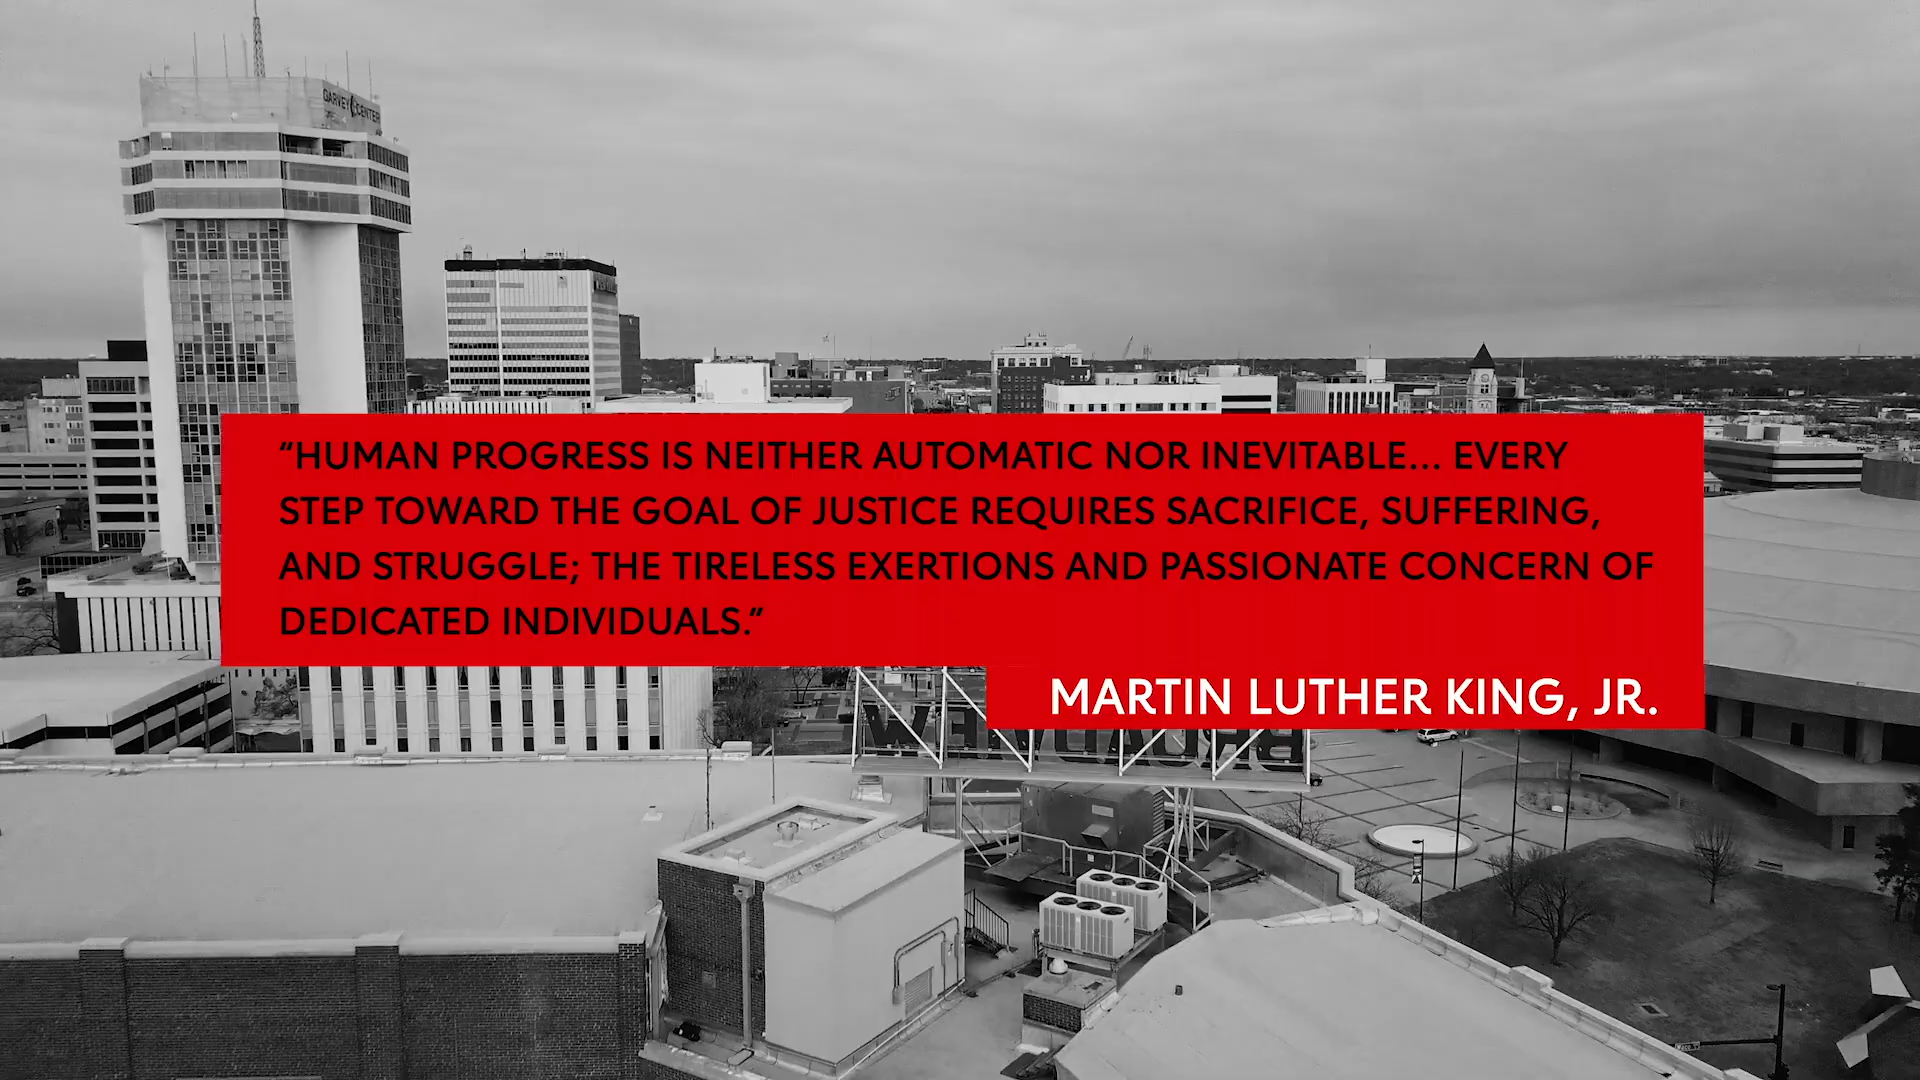 GARVEY CENTER
“HUMAN PROGRESS IS NEITHER AUTOMATIC NOR INEVITABLE... EVERY
STEP TOWARD THE GOAL OF JUSTICE REQUIRES SACRIFICE, SUFFERING,
AND STRUGGLE; THE TIRELESS EXERTIONS AND PASSIONATE CONCERN OF
DEDICATED INDIVIDUALS.”
MARTIN LUTHER KING, JR.